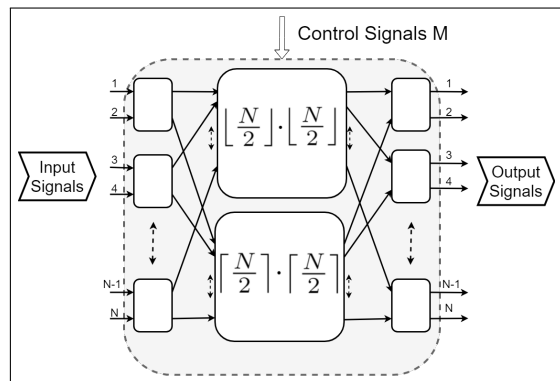 Control Signals M
1
2
3
4
N-1
N
Input
Signals
⌊N/2⌋·⌊N/2⌋
⌈N/2⌉·⌈N/2⌉
1
2
3
4
N-1
N
Output
Signals